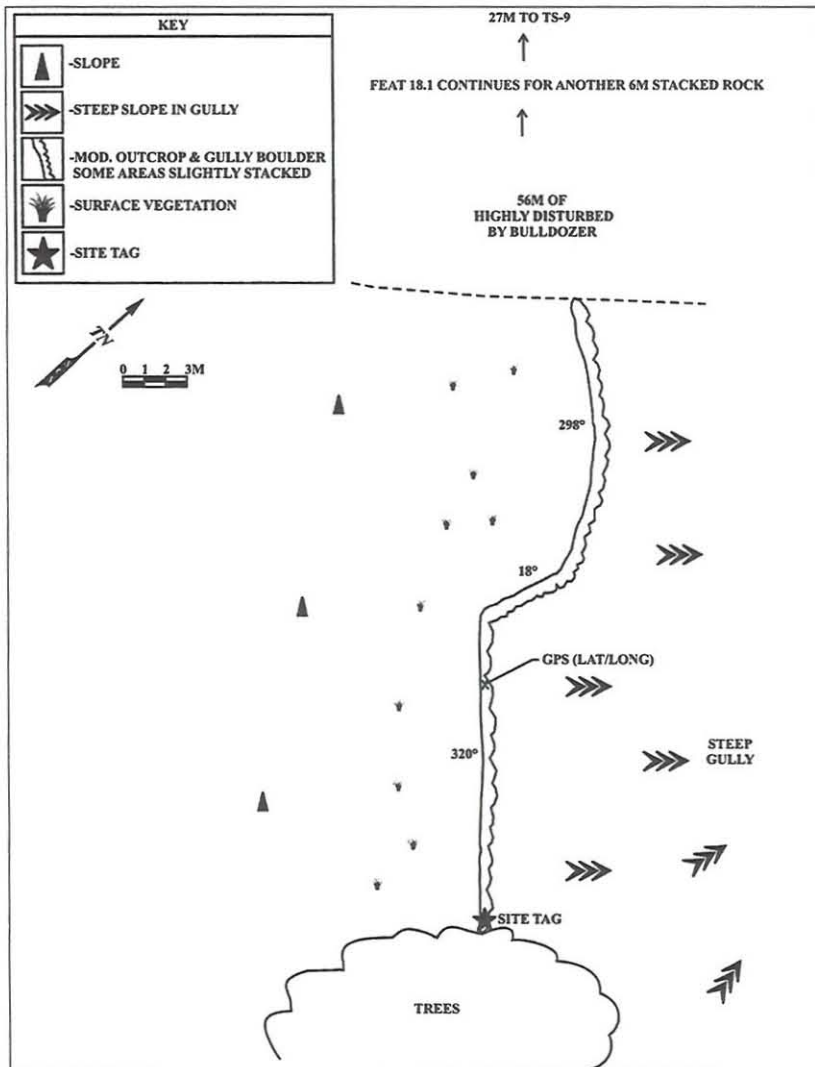 KEY
-SLOPE
-STEEP SLOPE IN GULLY
-MOD. OUTCROP & GULLY BOULDER
SOME AREAS SLIGHTLY STACKED
-SURFACE VEGETATION
-SITE TAG
27M TO TS-9
FEAT 18.1 CONTINUES FOR ANOTHER 6M STACKED ROCK
56M OF
HIGHLY DISTURBED
BY BULLDOZER
TN
0 1 2 3M
298°
18°
GPS (LAT/LONG)
320°
STEEP
GULLY
SITE TAG
TREES